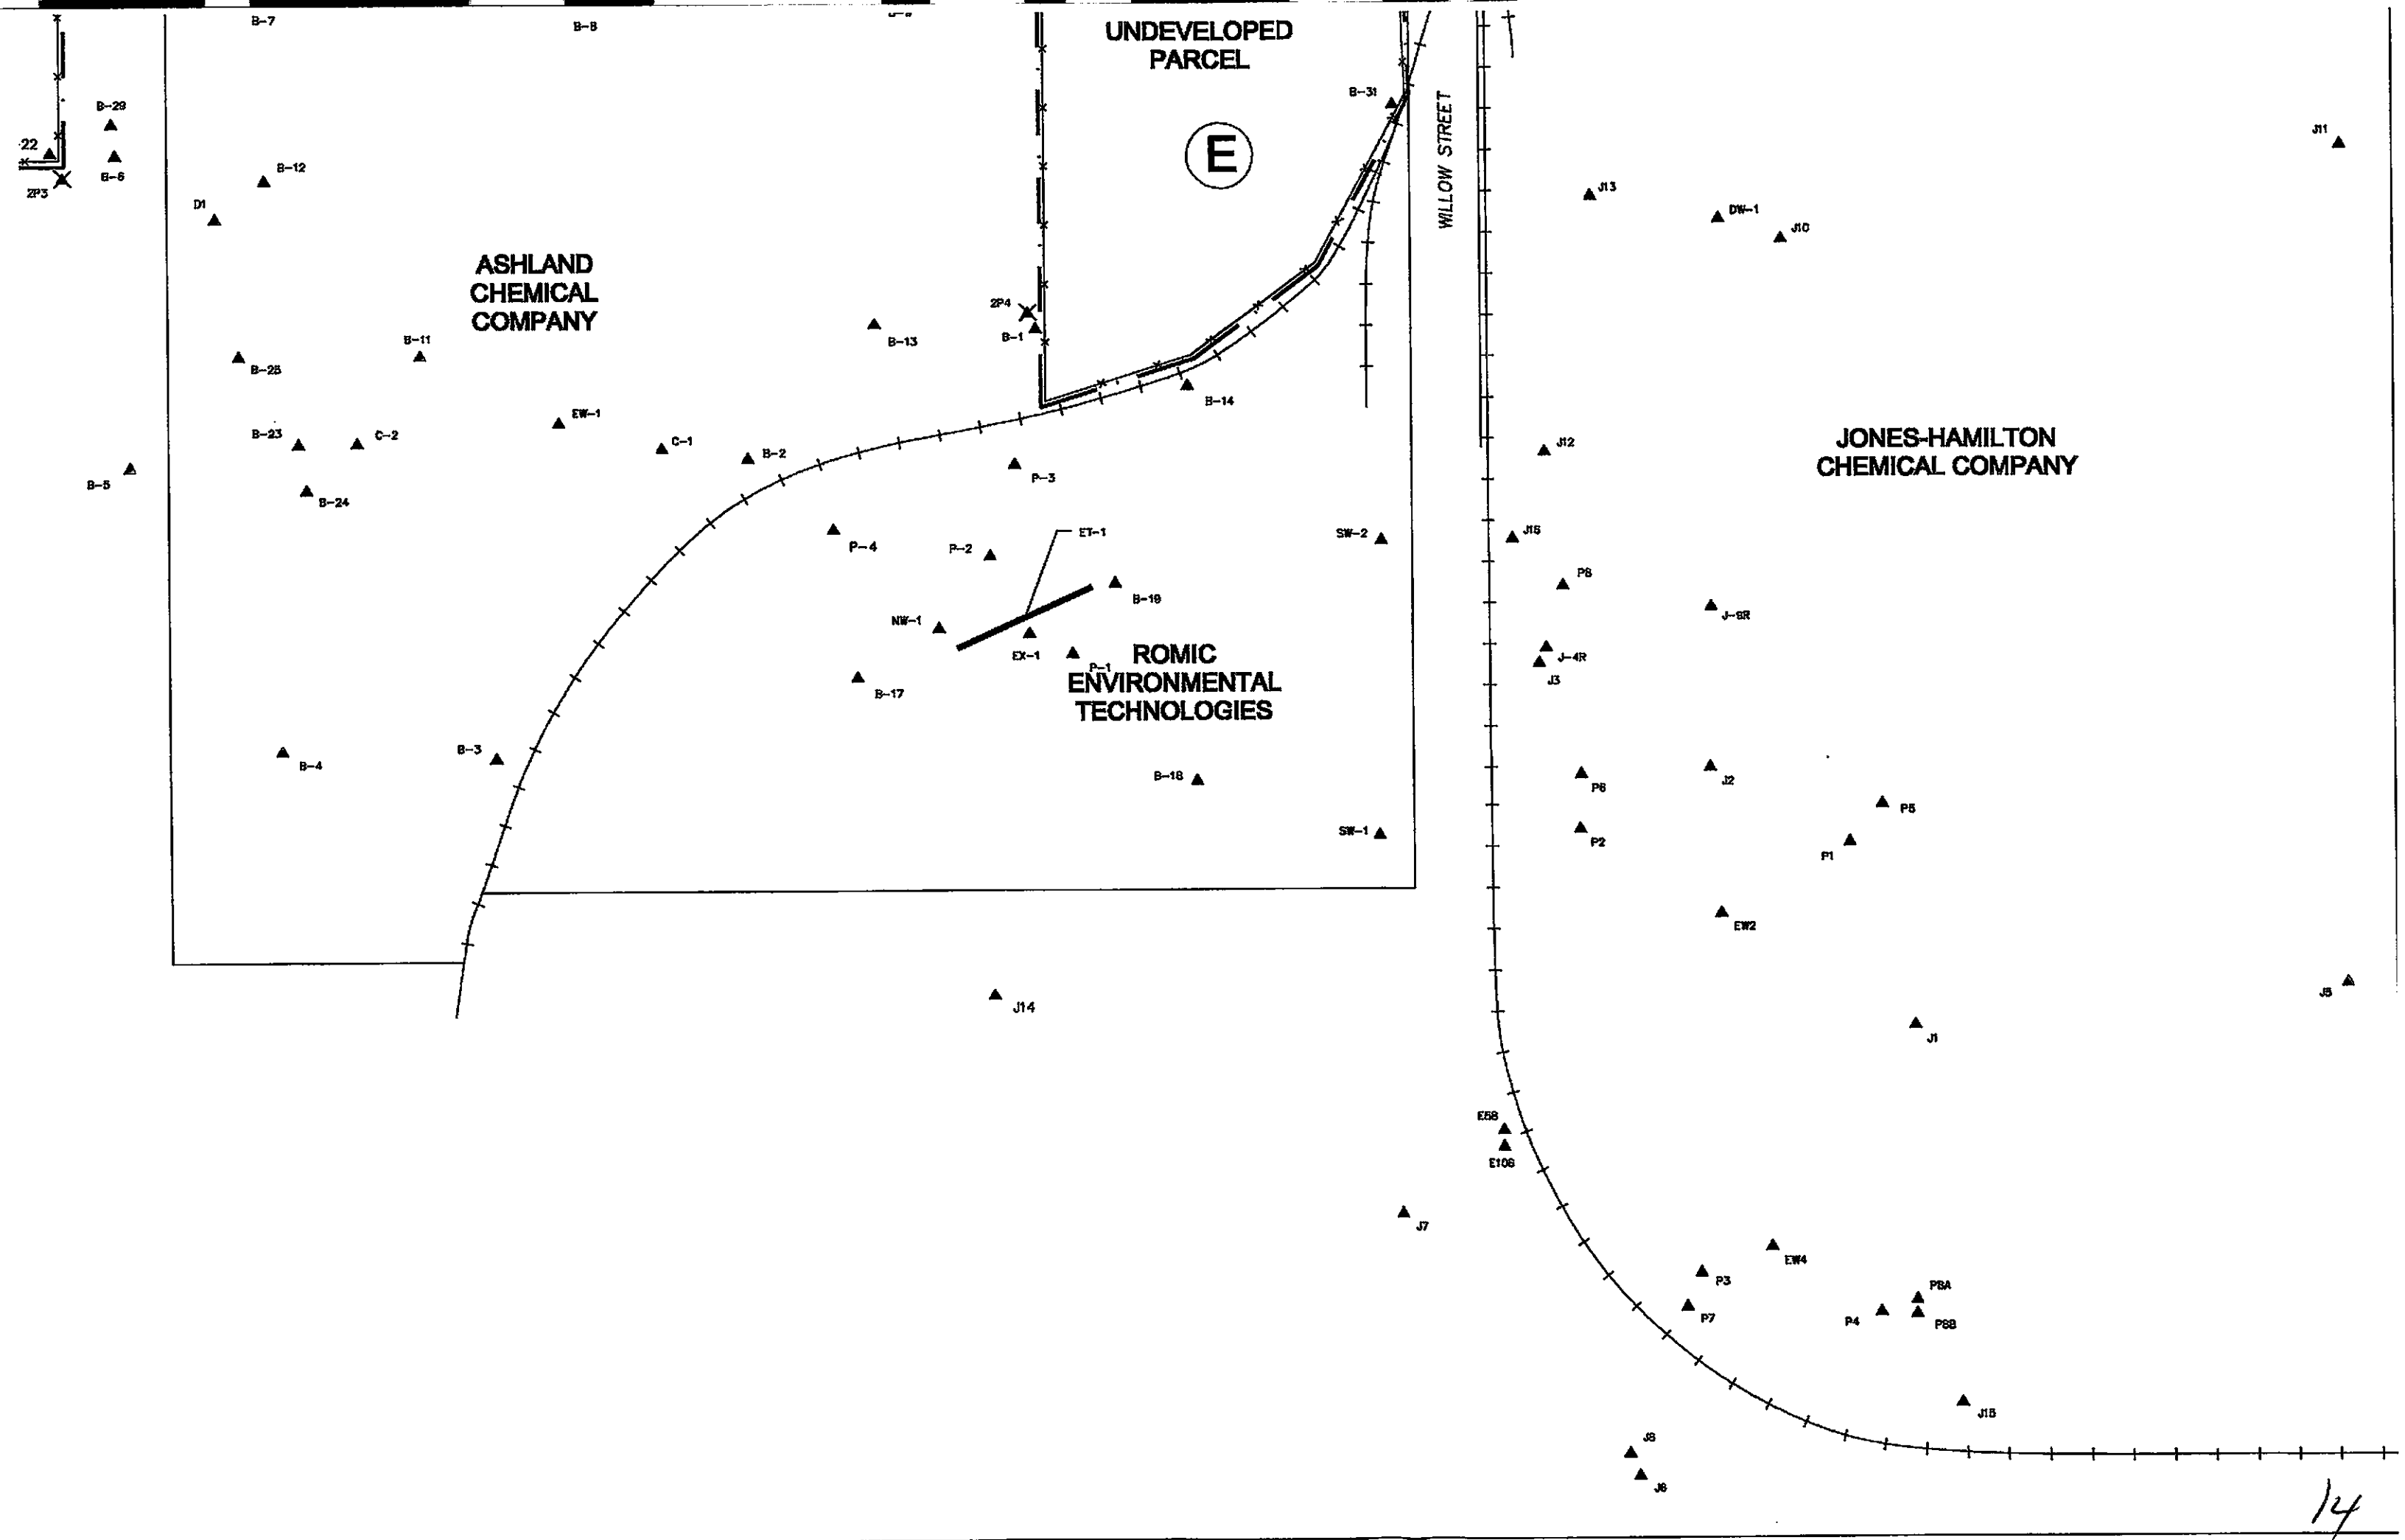 B-7
B-8
UNDEVELOPED
PARCEL
E
B-31
WILLOW STREET
B-29
22
B-6
2P3
B-12
D1
J11
J13
DW-1
J10
ASHLAND
CHEMICAL
COMPANY
2P4
B-1
B-13
B-11
B-25
B-14
EW-1
B-23
C-2
C-1
B-2
B-5
B-24
P-3
J12
JONES-HAMILTON
CHEMICAL COMPANY
P-4
P-2
ET-1
SW-2
J16
B-19
P8
J-9R
NW-1
EX-1
P-1
ROMIC
ENVIRONMENTAL
TECHNOLOGIES
J-4R
J3
B-17
B-4
B-3
B-18
P6
J2
P5
SW-1
P2
P1
EW2
J14
J5
J1
E5B
E10B
J7
EW4
P3
P7
P8A
P4
P8B
J15
J8
J6
14